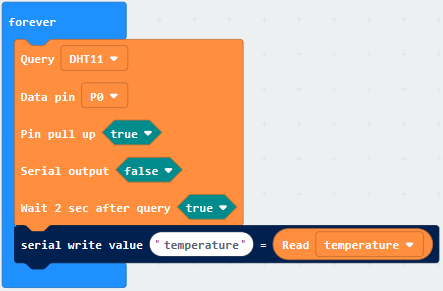 forever
Query DHT11
Data pin P0
Pin pull up true
Serial output false
Wait 2 sec after query true
serial write value "temperature" = Read temperature